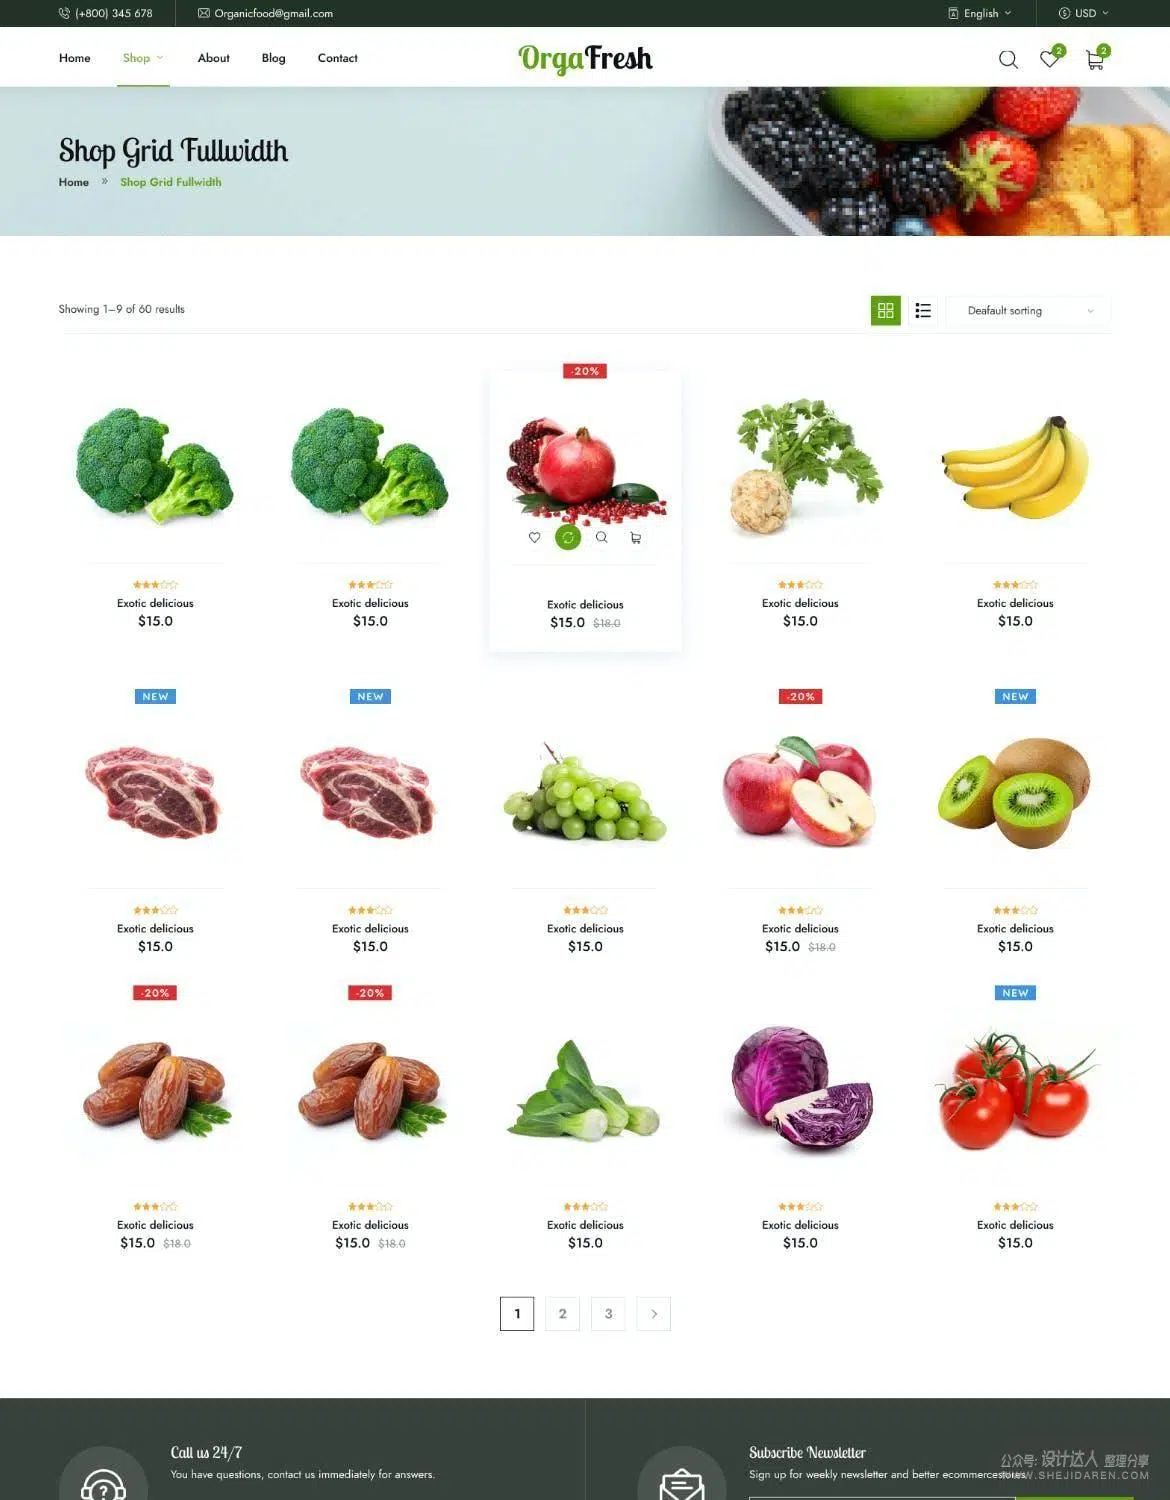 (+800) 345 678
Organicfood@gmail.com
English
USD
Home
Shop
About
Blog
Contact
OrgaFresh
2
2
Shop Grid Fullwidth
Home » Shop Grid Fullwidth
Showing 1–9 of 60 results
Deafault sorting
-20%
Exotic delicious
$15.0
Exotic delicious
$15.0
Exotic delicious
$15.0 $18.0
Exotic delicious
$15.0
Exotic delicious
$15.0
NEW
NEW
-20%
NEW
Exotic delicious
$15.0
Exotic delicious
$15.0
Exotic delicious
$15.0
Exotic delicious
$15.0 $18.0
Exotic delicious
$15.0
-20%
-20%
NEW
Exotic delicious
$15.0 $18.0
Exotic delicious
$15.0 $18.0
Exotic delicious
$15.0
Exotic delicious
$15.0
Exotic delicious
$15.0
1
2
3
Call us 24/7
You have questions, contact us immediately for answers.
Subscribe Newsletter
Sign up for weekly newsletter and better ecommerce
公众号: 设计达人 整理分享
WWW.SHEJIDAREN.COM